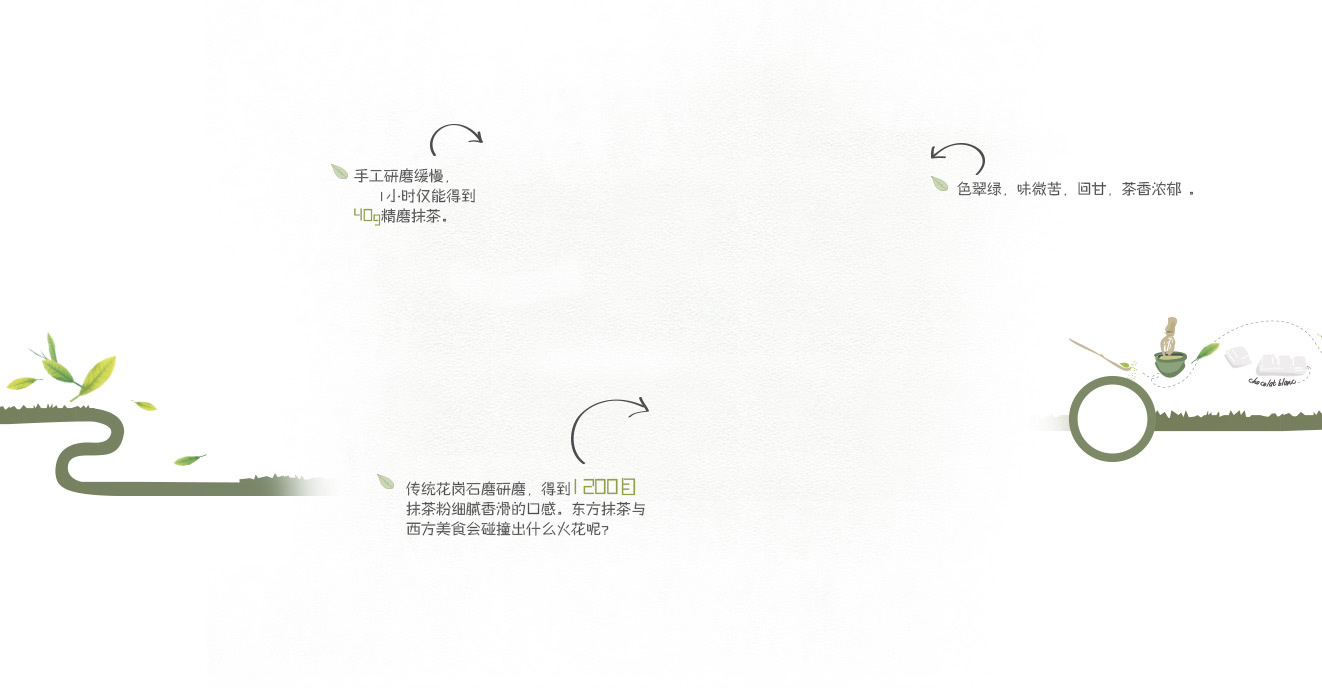 手工研磨缓慢，
1小时仅能得到
40g精磨抹茶。
色翠绿，味微苦，回甘，茶香浓郁 。
chocolat blanc
传统花岗石磨研磨，得到1200目
抹茶粉细腻香滑的口感。东方抹茶与
西方美食会碰撞出什么火花呢?